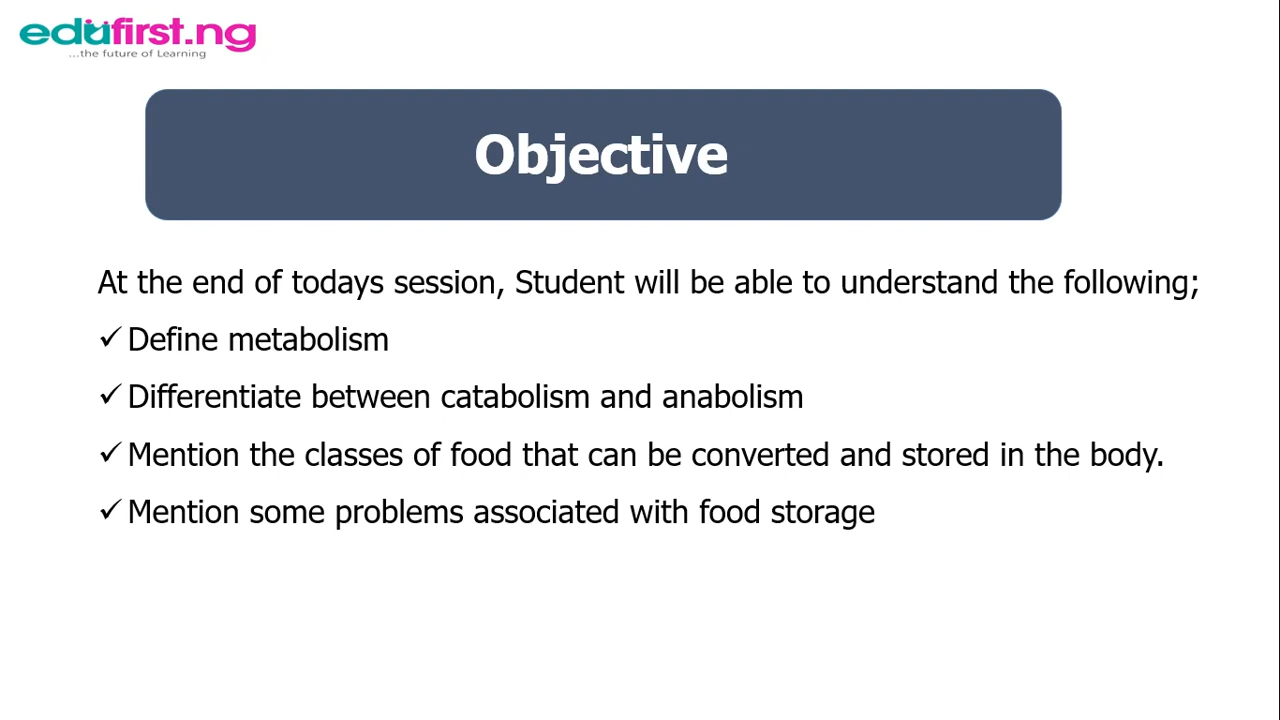 edufirst.ng
...the future of Learning
Objective
At the end of todays session, Student will be able to understand the following;
✓ Define metabolism
✓ Differentiate between catabolism and anabolism
✓ Mention the classes of food that can be converted and stored in the body.
✓ Mention some problems associated with food storage